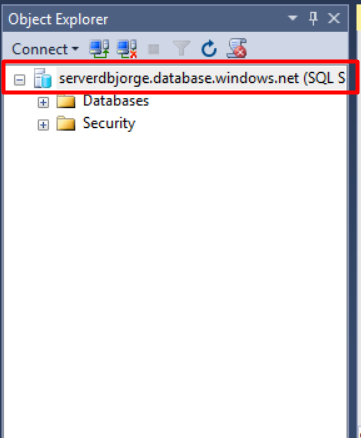 Object Explorer
Connect
serverdbjorge.database.windows.net (SQL S
Databases
Security